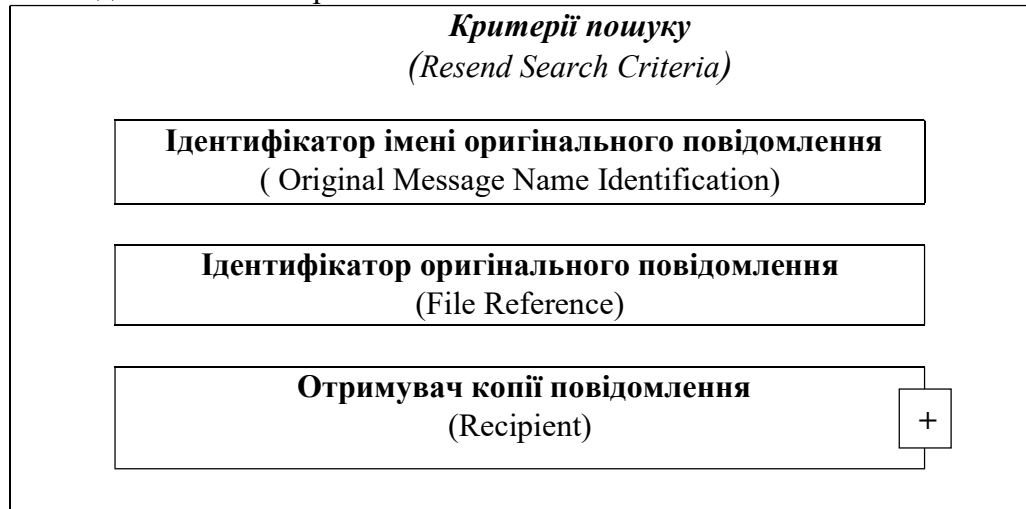 Критерії пошуку
(Resend Search Criteria)
Ідентифікатор імені оригінального повідомлення
( Original Message Name Identification)
Ідентифікатор оригінального повідомлення
(File Reference)
Отримувач копії повідомлення
(Recipient)
+